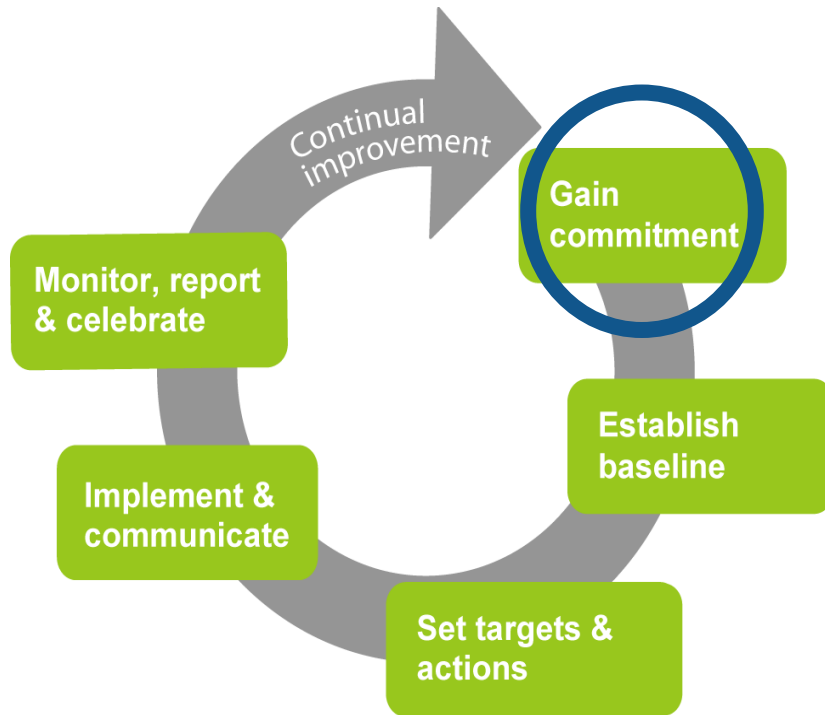 Continual
improvement
Gain
commitment
Establish
baseline
Set targets &
actions
Implement &
communicate
Monitor, report
& celebrate